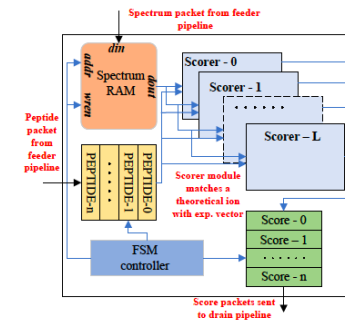 Spectrum packet from feeder
pipeline
din
addr
wren
dout
Spectrum
RAM
Scorer - 0
Scorer - 1
......
Scorer – L
Peptide
packet
from
feeder
pipeline
PEPTIDE-n
......
PEPTIDE-1
PEPTIDE-0
Scorer module
matches a
theoretical ion
with exp. vector
FSM
controller
Score - 0
Score – 1
......
Score - n
Score packets sent
to drain pipeline